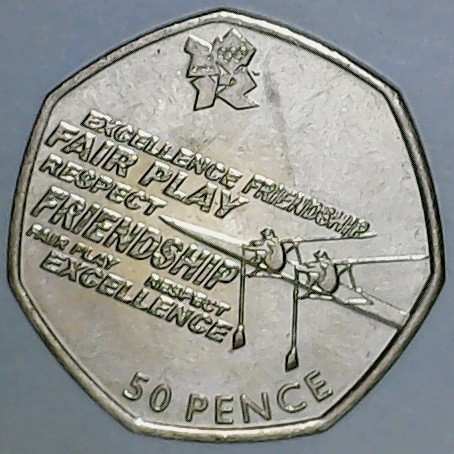 EXCELLENCE FRIENDSHIP
FAIR PLAY
RESPECT
FRIENDSHIP
FAIR PLAY RESPECT
EXCELLENCE
50 PENCE